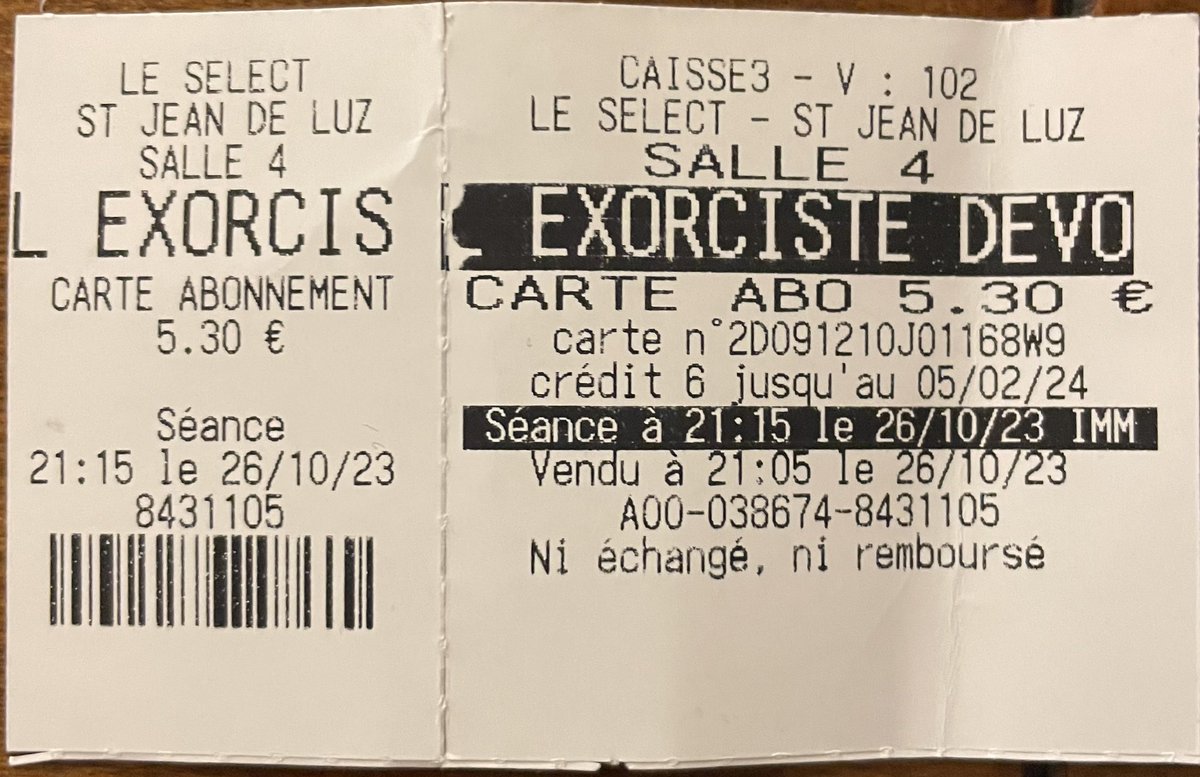 LE SELECT
ST JEAN DE LUZ
SALLE 4
L EXORCIS
CARTE ABONNEMENT
5.30 €
Séance
21:15 le 26/10/23
8431105
CAISSE3 - V : 102
LE SELECT - ST JEAN DE LUZ
SALLE 4
L EXORCISTE DEVO
CARTE ABO 5.30 €
carte n°2D091210J01168W9
crédit 6 jusqu'au 05/02/24
Séance à 21:15 le 26/10/23 IMM
Vendu à 21:05 le 26/10/23
A00-038674-8431105
Ni échangé, ni remboursé